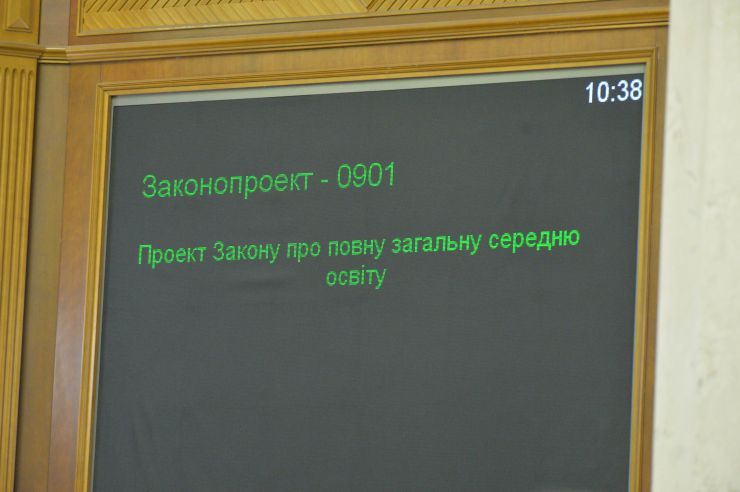 10:38
Законопроект - 0901
Проект Закону про повну загальну середню
освіту